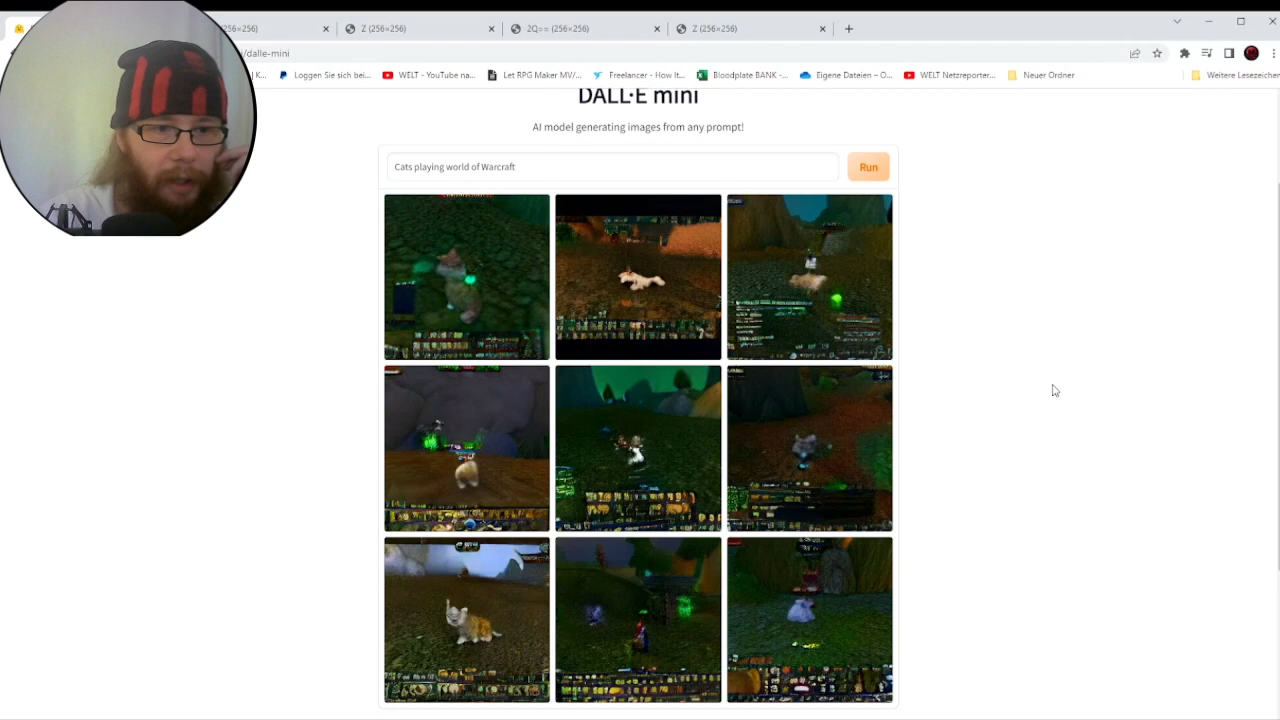 256×256)
Z (256×256)
2Q== (256×256)
Z (256×256)
/dalle-mini
K...
Loggen Sie sich bei...
WELT - YouTube na...
Let RPG Maker MV/...
Freelancer - How It...
Bloodplate BANK -...
Eigene Dateien – O...
WELT Netzreporter...
Neuer Ordner
Weitere Lesezeichen
DALL·E mini
AI model generating images from any prompt!
Cats playing world of Warcraft
Run